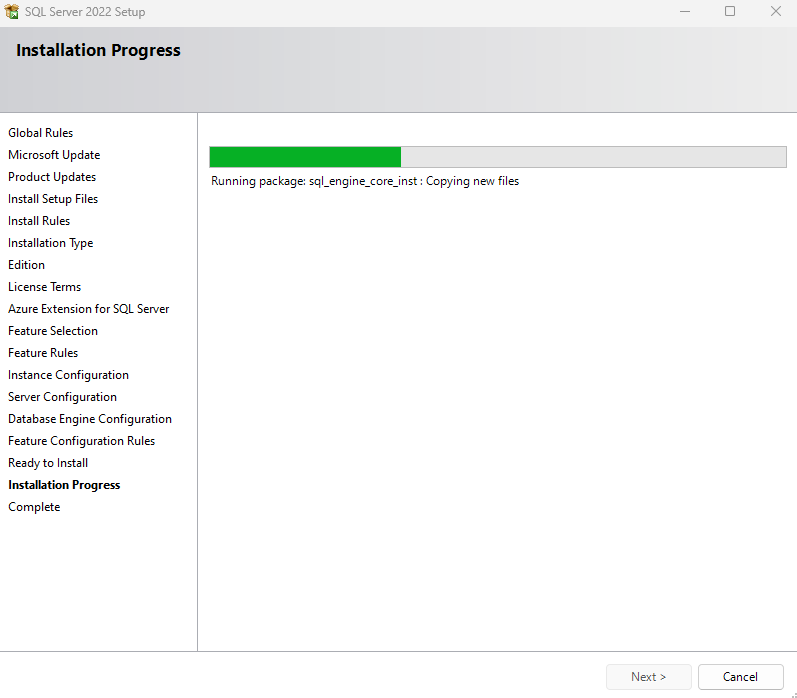 SQL Server 2022 Setup
Installation Progress
Global Rules
Microsoft Update
Product Updates
Install Setup Files
Install Rules
Installation Type
Edition
License Terms
Azure Extension for SQL Server
Feature Selection
Feature Rules
Instance Configuration
Server Configuration
Database Engine Configuration
Feature Configuration Rules
Ready to Install
Installation Progress
Complete
Running package: sql_engine_core_inst : Copying new files
Next >
Cancel